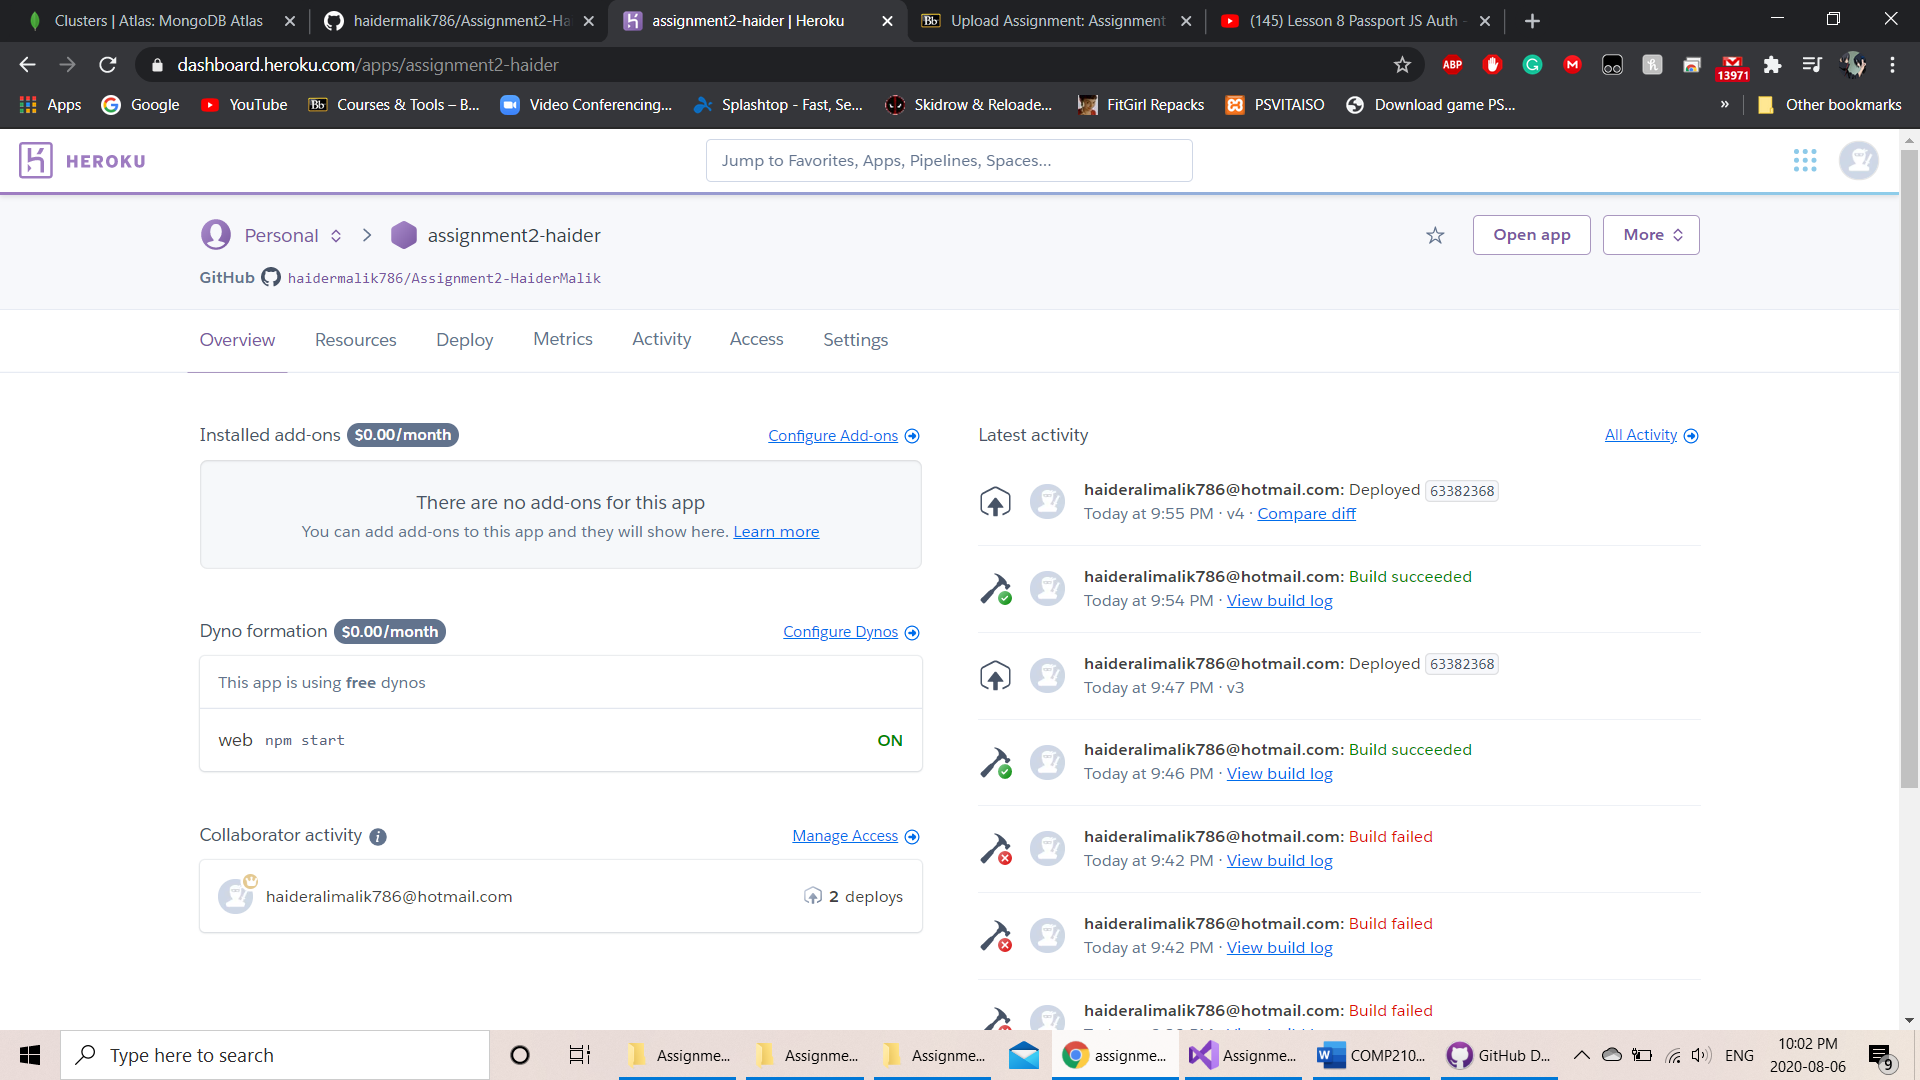 Clusters | Atlas: MongoDB Atlas
haidermalik786/Assignment2-Ha
assignment2-haider | Heroku
Upload Assignment: Assignment
(145) Lesson 8 Passport JS Auth -
dashboard.heroku.com/apps/assignment2-haider
ABP
13971
Apps
Google
YouTube
Bb Courses & Tools – B...
Video Conferencing...
Splashtop - Fast, Se...
Skidrow & Reloade...
FitGirl Repacks
PSVITAISO
Download game PS...
»
Other bookmarks
HEROKU
Jump to Favorites, Apps, Pipelines, Spaces...
Personal
assignment2-haider
Open app
More
GitHub haidermalik786/Assignment2-HaiderMalik
Overview
Resources
Deploy
Metrics
Activity
Access
Settings
Installed add-ons $0.00/month
Configure Add-ons
There are no add-ons for this app
You can add add-ons to this app and they will show here. Learn more
Dyno formation $0.00/month
Configure Dynos
This app is using free dynos
web npm start
ON
Collaborator activity
Manage Access
haideralimalik786@hotmail.com
2 deploys
Latest activity
All Activity
haideralimalik786@hotmail.com: Deployed 63382368
Today at 9:55 PM · v4 · Compare diff
haideralimalik786@hotmail.com: Build succeeded
Today at 9:54 PM · View build log
haideralimalik786@hotmail.com: Deployed 63382368
Today at 9:47 PM · v3
haideralimalik786@hotmail.com: Build succeeded
Today at 9:46 PM · View build log
haideralimalik786@hotmail.com: Build failed
Today at 9:42 PM · View build log
haideralimalik786@hotmail.com: Build failed
Today at 9:42 PM · View build log
haideralimalik786@hotmail.com: Build failed
Type here to search
Assignme...
Assignme...
Assignme...
assignme...
Assignme...
COMP210...
GitHub D...
ENG
10:02 PM
2020-08-06
9